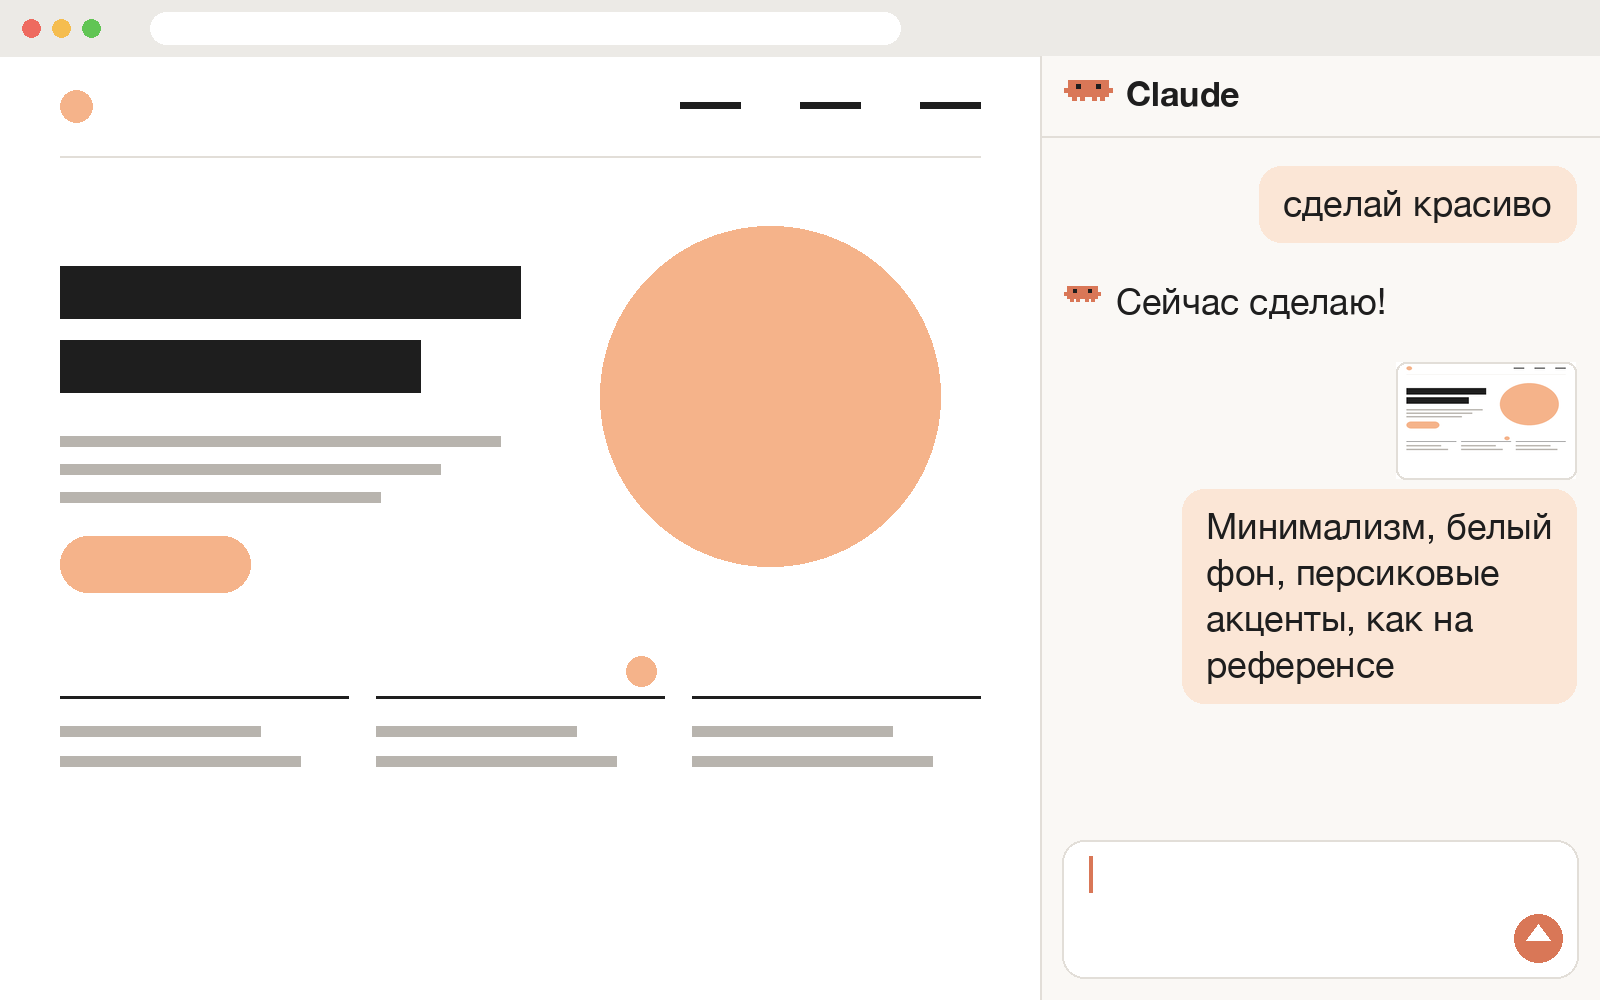 Claude
сделай красиво
Сейчас сделаю!
Минимализм, белый
фон, персиковые
акценты, как на
референсе